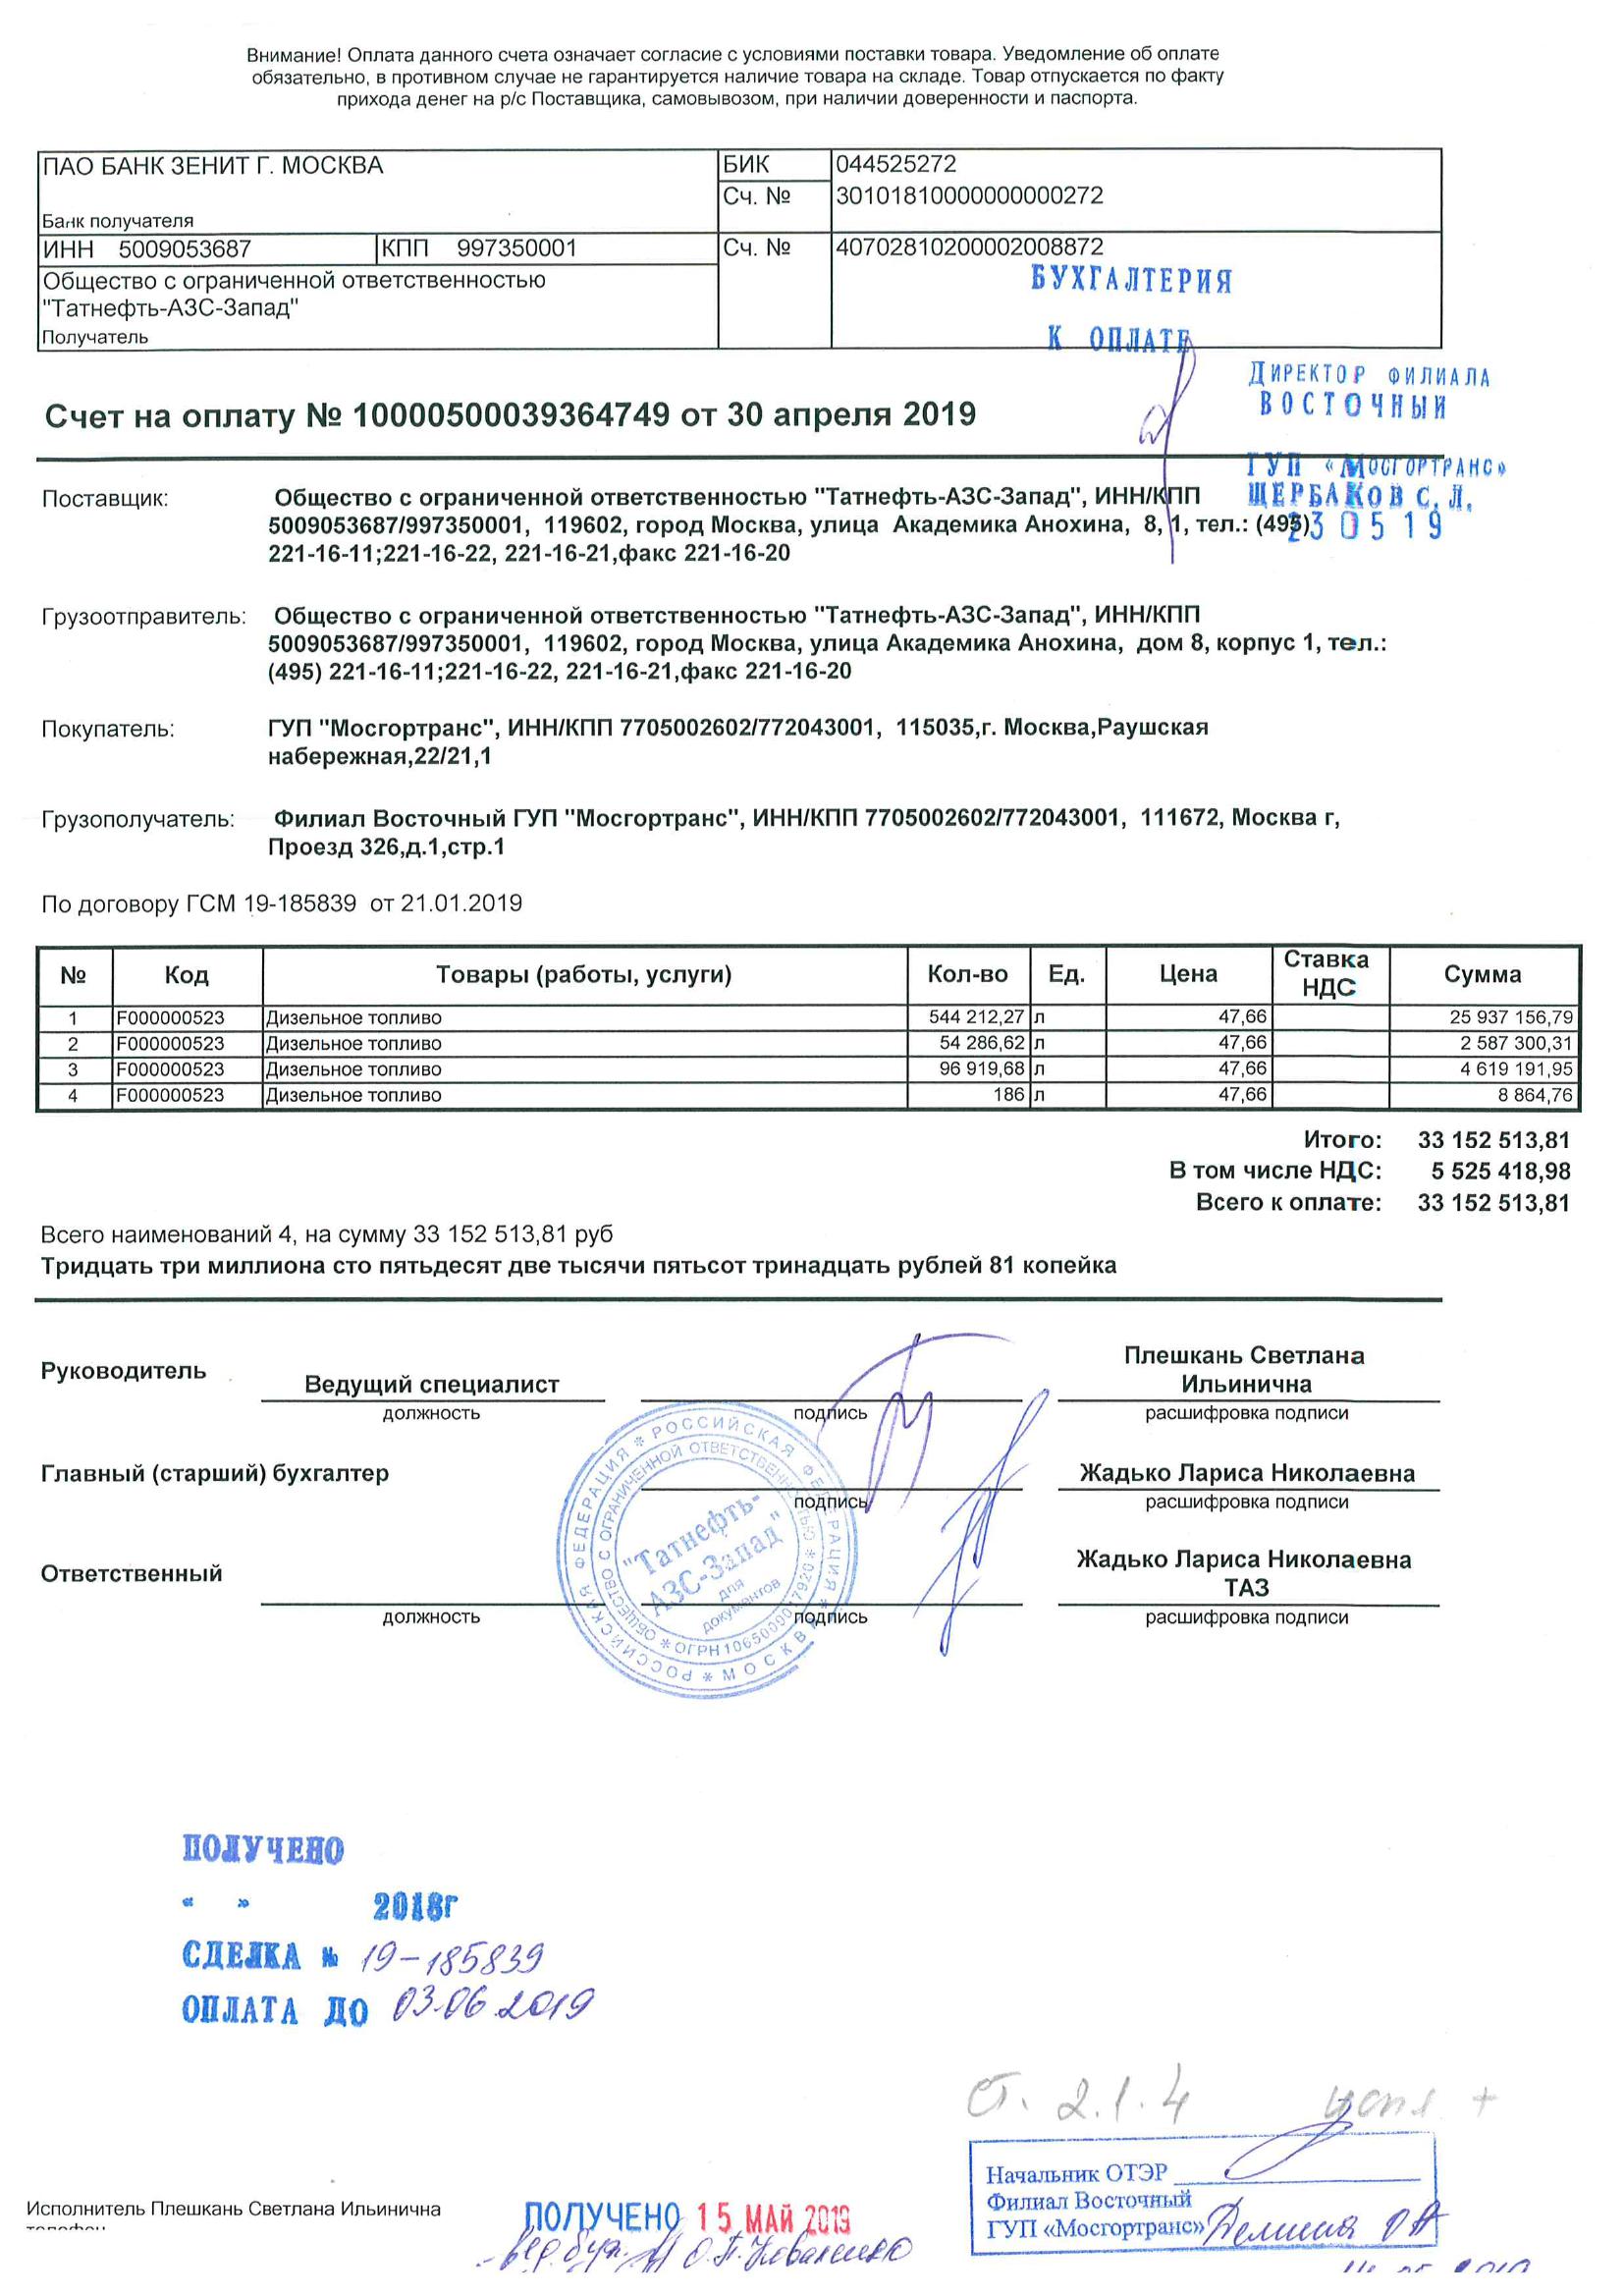 Внимание! Оплата данного счета означает согласие с условиями поставки товара. Уведомление об оплате
обязательно, в противном случае не гарантируется наличие товара на складе. Товар отпускается по факту
прихода денег на р/с Поставщика, самовывозом, при наличии доверенности и паспорта.
ПАО БАНК ЗЕНИТ Г. МОСКВА БИК 044525272
Сч. № 30101810000000000272
Банк получателя
ИНН 5009053687 КПП 997350001 Сч. № 40702810200002008872
Общество с ограниченной ответственностью
"Татнефть-АЗС-Запад"
Получатель
БУХГАЛТЕРИЯ
К ОПЛАТЕ
ДИРЕКТОР ФИЛИАЛА
ВОСТОЧНЫЙ
ГУП «МОСГОРТРАНС»
ЩЕРБАКОВ С. Л.
230519
Счет на оплату № 10000500039364749 от 30 апреля 2019
Поставщик: Общество с ограниченной ответственностью "Татнефть-АЗС-Запад", ИНН/КПП
5009053687/997350001, 119602, город Москва, улица Академика Анохина, 8, 1, тел.: (495)
221-16-11;221-16-22, 221-16-21,факс 221-16-20
Грузоотправитель: Общество с ограниченной ответственностью "Татнефть-АЗС-Запад", ИНН/КПП
5009053687/997350001, 119602, город Москва, улица Академика Анохина, дом 8, корпус 1, тел.:
(495) 221-16-11;221-16-22, 221-16-21,факс 221-16-20
Покупатель: ГУП "Мосгортранс", ИНН/КПП 7705002602/772043001, 115035,г. Москва,Раушская
набережная,22/21,1
Грузополучатель: Филиал Восточный ГУП "Мосгортранс", ИНН/КПП 7705002602/772043001, 111672, Москва г,
Проезд 326,д.1,стр.1
По договору ГСМ 19-185839 от 21.01.2019
№ Код Товары (работы, услуги) Кол-во Ед. Цена Ставка НДС Сумма
1 F000000523 Дизельное топливо 544 212,27 л 47,66 25 937 156,79
2 F000000523 Дизельное топливо 54 286,62 л 47,66 2 587 300,31
3 F000000523 Дизельное топливо 96 919,68 л 47,66 4 619 191,95
4 F000000523 Дизельное топливо 186 л 47,66 8 864,76
Итого: 33 152 513,81
В том числе НДС: 5 525 418,98
Всего к оплате: 33 152 513,81
Всего наименований 4, на сумму 33 152 513,81 руб
Тридцать три миллиона сто пятьдесят две тысячи пятьсот тринадцать рублей 81 копейка
Руководитель Ведущий специалист Плешкань Светлана
Ильинична
должность подпись расшифровка подписи
Главный (старший) бухгалтер Жадько Лариса Николаевна
подпись расшифровка подписи
Ответственный Жадько Лариса Николаевна
ТАЗ
должность подпись расшифровка подписи
РОССИЙСКАЯ ФЕДЕРАЦИЯ * РОССИЙСКАЯ ФЕДЕРАЦИЯ * МОСКВА *
ОБЩЕСТВО С ОГРАНИЧЕННОЙ ОТВЕТСТВЕННОСТЬЮ * ОГРН 1065009017920 *
"Татнефть-
АЗС-Запад"
для
документов
ПОЛУЧЕНО
« » 2018г
СДЕЛКА № 19-185839
ОПЛАТА ДО 03.06.2019
ст. 2.1.4
Начальник ОТЭР
Филиал Восточный
ГУП «Мосгортранс»
Исполнитель Плешкань Светлана Ильинична
ПОЛУЧЕНО 15 МАЙ 2019
вед. бух. О.П. Коваленко